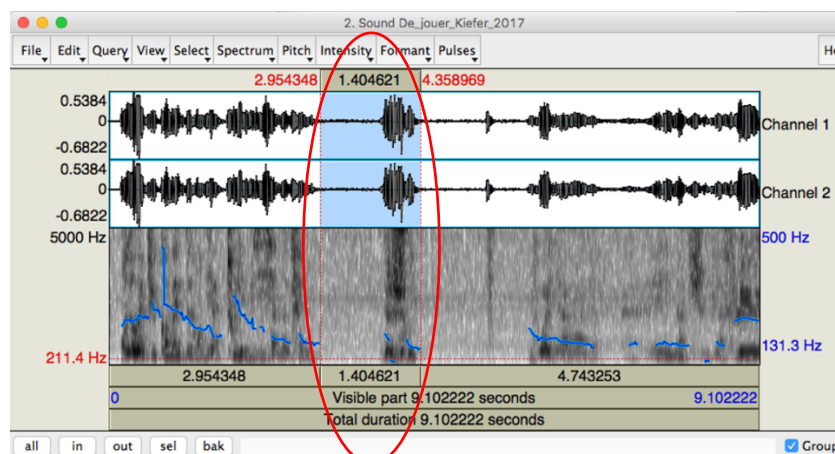 2. Sound De_jouer_Kiefer_2017
File Edit Query View Select Spectrum Pitch Intensity Formant Pulses
2.954348 1.404621 4.358969
0.5384
0
-0.6822
Channel 1
0.5384
0
-0.6822
Channel 2
5000 Hz 500 Hz
211.4 Hz 131.3 Hz
2.954348 1.404621 4.743253
0 Visible part 9.102222 seconds 9.102222
Total duration 9.102222 seconds
all in out sel bak Group